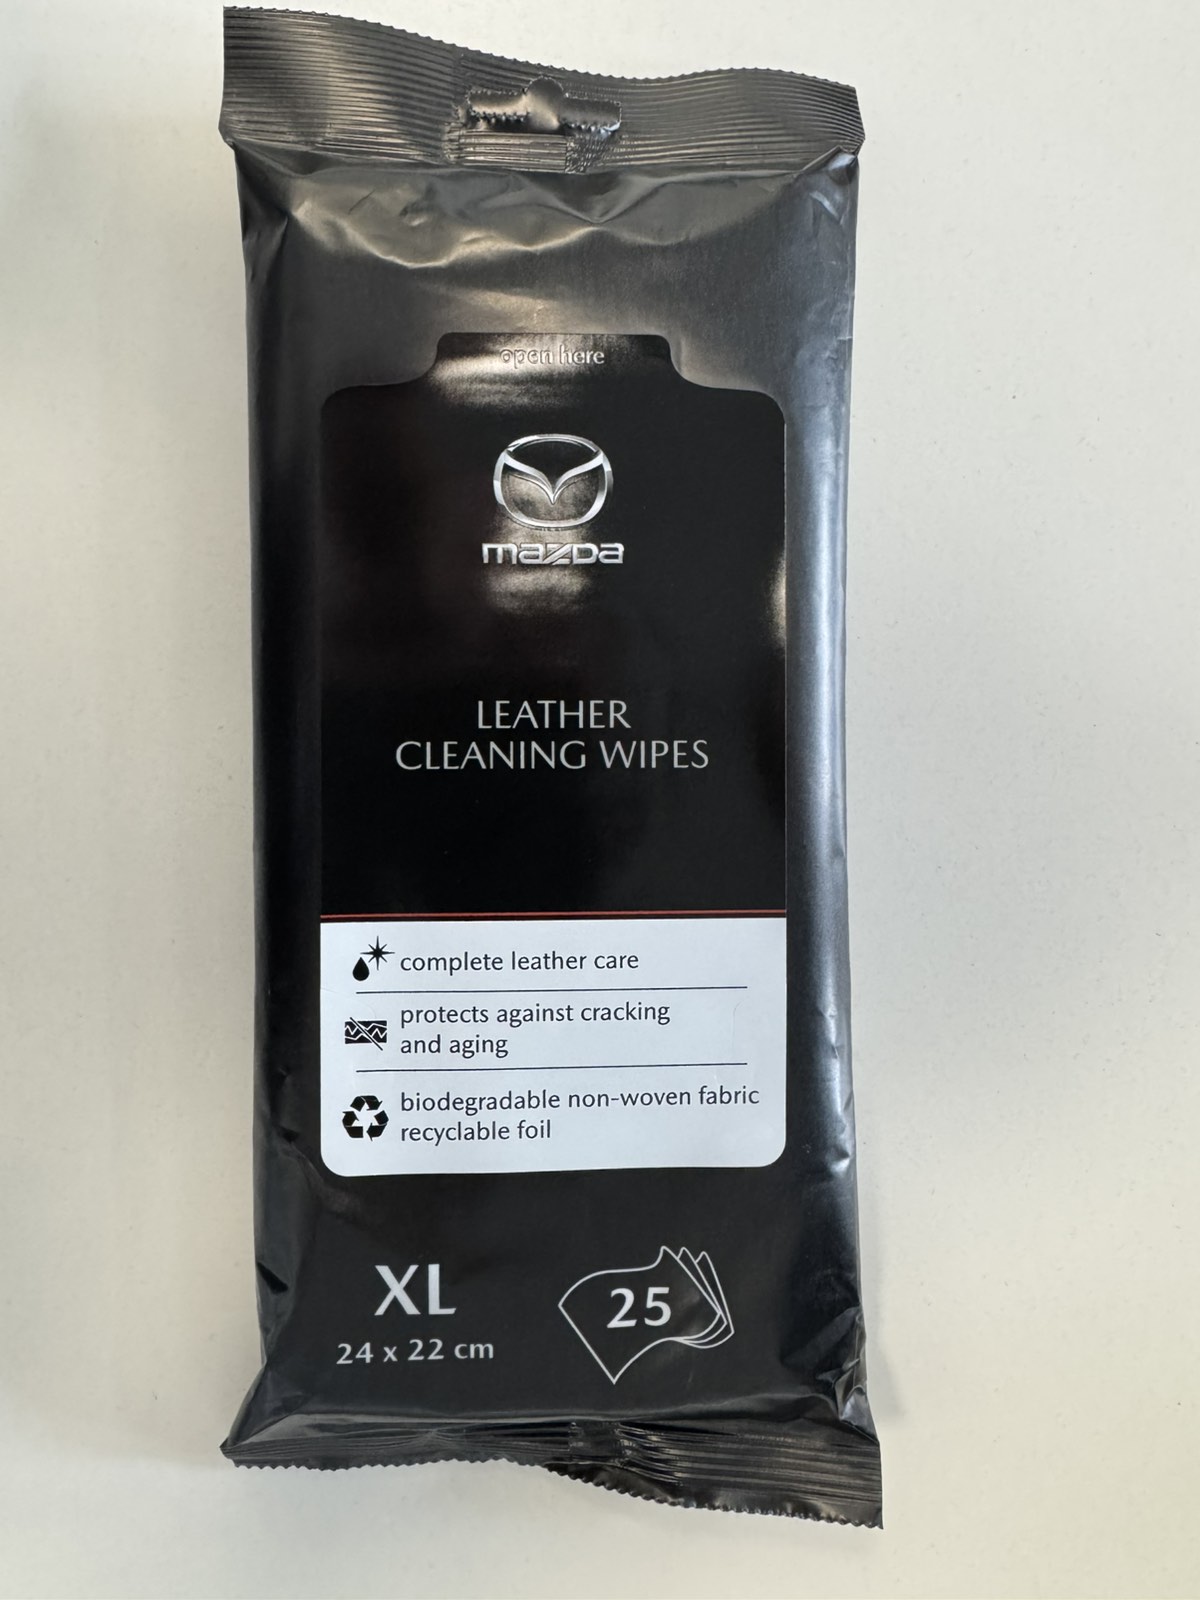 open here
mazda
LEATHER
CLEANING WIPES
complete leather care
protects against cracking
and aging
biodegradable non-woven fabric
recyclable foil
XL
24 x 22 cm
25